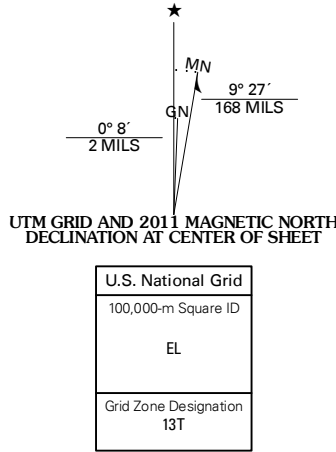 ★
MN
GN
9° 27´
168 MILS
0° 8´
2 MILS
UTM GRID AND 2011 MAGNETIC NORTH
DECLINATION AT CENTER OF SHEET
U.S. National Grid
100,000-m Square ID
EL
Grid Zone Designation
13T